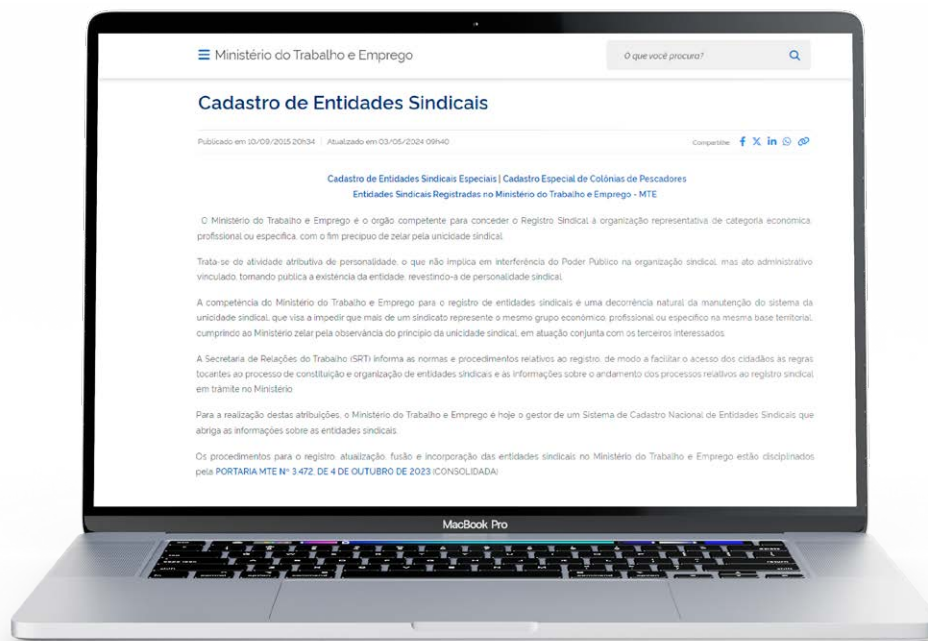 Ministério do Trabalho e Emprego
O que você procura?
Cadastro de Entidades Sindicais
Publicado em 10/09/2015 20h34 | Atualizado em 03/05/2024 09h40
Compartilhe:
Cadastro de Entidades Sindicais Especiais | Cadastro Especial de Colônias de Pescadores
Entidades Sindicais Registradas no Ministério do Trabalho e Emprego - MTE
O Ministério do Trabalho e Emprego é o órgão competente para conceder o Registro Sindical à organização representativa de categoria econômica,
profissional ou específica, com o fim precípuo de zelar pela unicidade sindical.
Trata-se de atividade atributiva de personalidade, o que não implica em interferência do Poder Público na organização sindical, mas ato administrativo
vinculado, tornando pública a existência da entidade, revestindo-a de personalidade sindical.
A competência do Ministério do Trabalho e Emprego para o registro de entidades sindicais é uma decorrência natural da manutenção do sistema da
unicidade sindical, que visa a impedir que mais de um sindicato represente o mesmo grupo econômico, profissional ou específico na mesma base territorial,
cumprindo ao Ministério zelar pela observância do princípio da unicidade sindical, em atuação conjunta com os terceiros interessados.
A Secretaria de Relações do Trabalho (SRT) informa as normas e procedimentos relativos ao registro, de modo a facilitar o acesso dos cidadãos às regras
tocantes ao processo de constituição e organização de entidades sindicais e às informações sobre o andamento dos processos relativos ao registro sindical
em trâmite no Ministério.
Para a realização destas atribuições, o Ministério do Trabalho e Emprego é hoje o gestor de um Sistema de Cadastro Nacional de Entidades Sindicais que
abriga as informações sobre as entidades sindicais.
Os procedimentos para o registro, atualização, fusão e incorporação das entidades sindicais no Ministério do Trabalho e Emprego estão disciplinados
pela PORTARIA MTE Nº 3.472, DE 4 DE OUTUBRO DE 2023 (CONSOLIDADA)
MacBook Pro